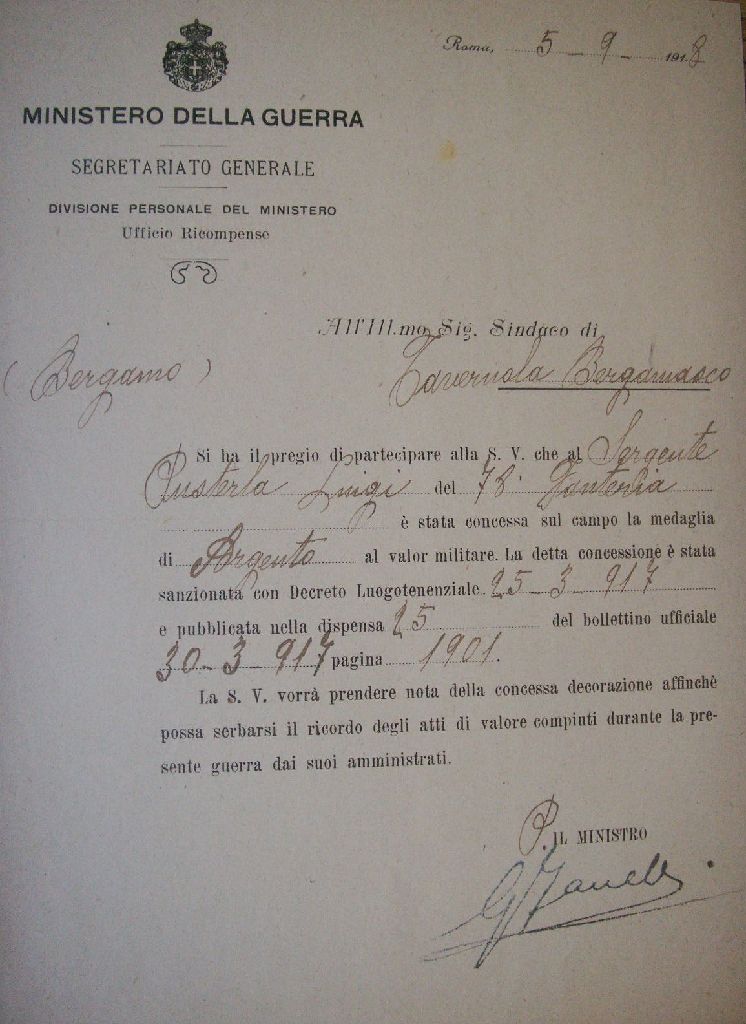 Roma, 5 - 9 - 1918
MINISTERO DELLA GUERRA
SEGRETARIATO GENERALE
DIVISIONE PERSONALE DEL MINISTERO
Ufficio Ricompense
All'Ill.mo Sig. Sindaco di
(Bergamo) Tavernola Bergamasco
Si ha il pregio di partecipare alla S. V. che al Sergente
Pusterla Luigi del 78° Fanteria
è stata concessa sul campo la medaglia
di Argento al valor militare. La detta concessione è stata
sanzionata con Decreto Luogotenenziale 25-3-917
e pubblicata nella dispensa 25 del bollettino ufficiale
30-3-917 pagina 1901.
La S. V. vorrà prendere nota della concessa decorazione affinchè
possa serbarsi il ricordo degli atti di valore compiuti durante la pre-
sente guerra dai suoi amministrati.
P. IL MINISTRO